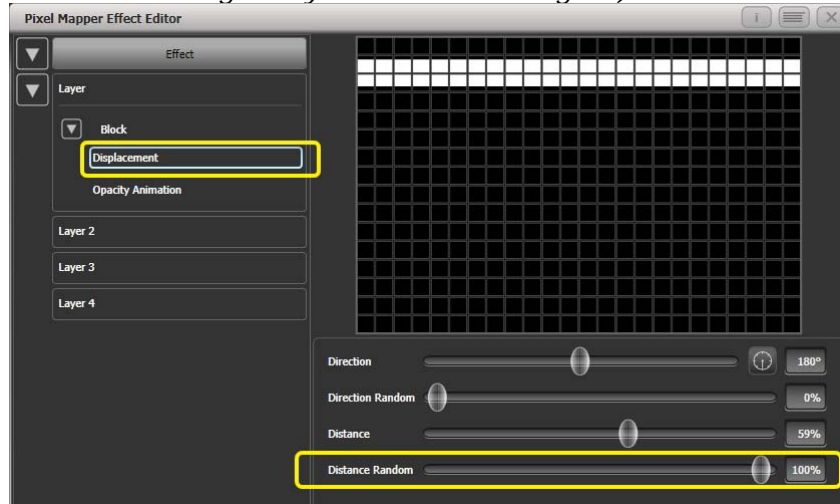 Pixel Mapper Effect Editor
Effect
Layer
Block
Displacement
Opacity Animation
Layer 2
Layer 3
Layer 4
Direction 180°
Direction Random 0%
Distance 59%
Distance Random 100%